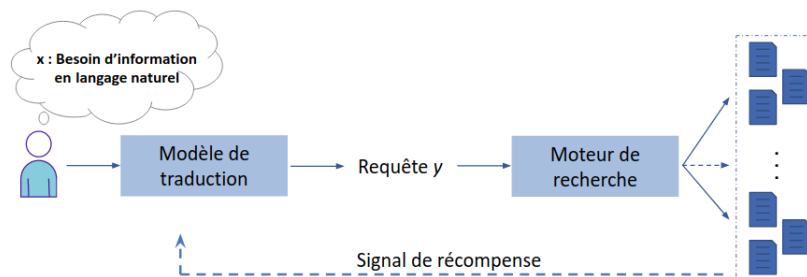 x : Besoin d'information
en langage naturel
Modèle de
traduction
Requête y
Moteur de
recherche
Signal de récompense